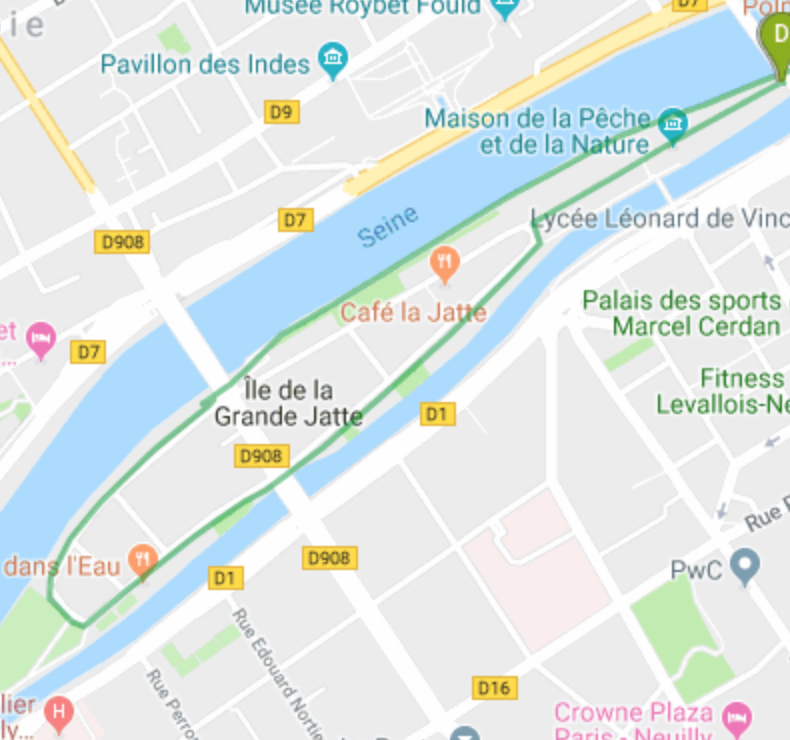 ie
Musée Roybet Fould
D7
Poin
D
Pavillon des Indes
D9
Maison de la Pêche
et de la Nature
Seine
D7
Lycée Léonard de Vinc
D908
Café la Jatte
Palais des sports
Marcel Cerdan
et
...
D7
Île de la
Grande Jatte
Fitness
Levallois-Ne
D1
D908
dans l'Eau
D1
D908
Rue P
PwC
Rue Edouard Nortie
Rue Perro
D16
lier
ly...
H
Crowne Plaza
Paris - Neuilly